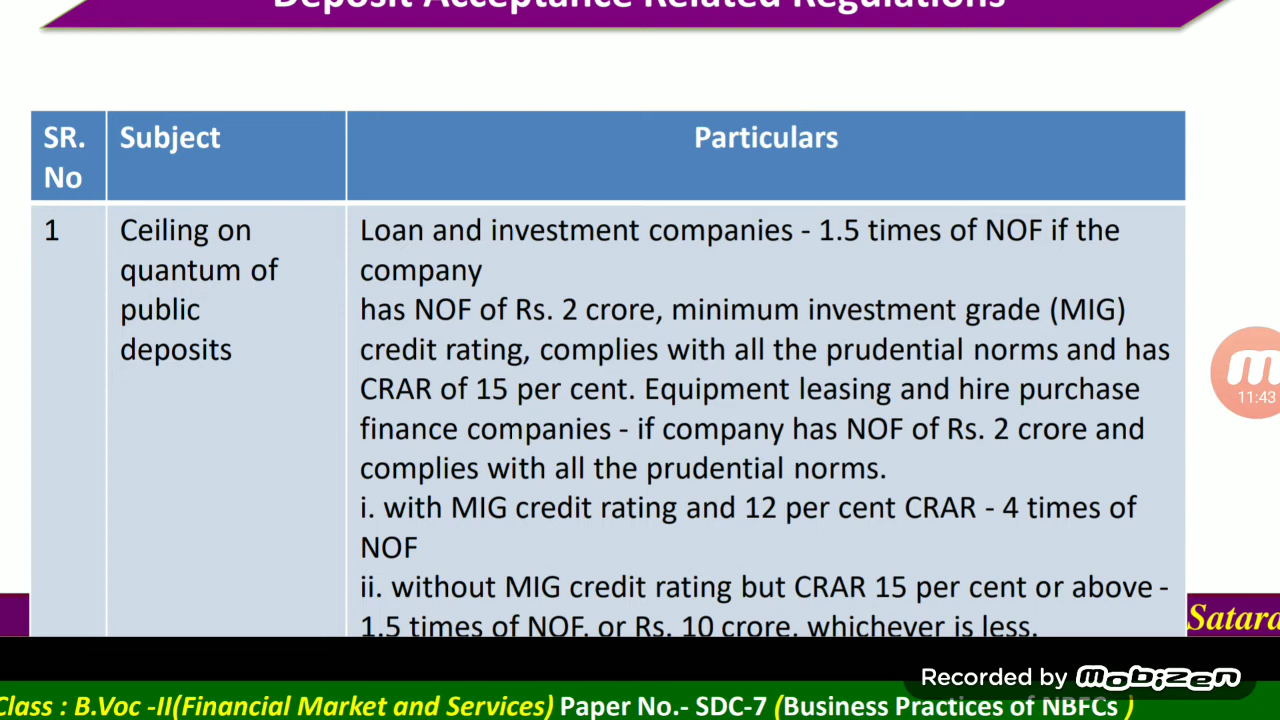 Deposit Acceptance Related Regulations
SR. No
Subject
Particulars
1
Ceiling on
quantum of
public
deposits
Loan and investment companies - 1.5 times of NOF if the
company
has NOF of Rs. 2 crore, minimum investment grade (MIG)
credit rating, complies with all the prudential norms and has
CRAR of 15 per cent. Equipment leasing and hire purchase
finance companies - if company has NOF of Rs. 2 crore and
complies with all the prudential norms.
i. with MIG credit rating and 12 per cent CRAR - 4 times of
NOF
ii. without MIG credit rating but CRAR 15 per cent or above -
1.5 times of NOF, or Rs. 10 crore, whichever is less.
11:43
Satara
Recorded by mobizen
Class : B.Voc -II(Financial Market and Services) Paper No.- SDC-7 (Business Practices of NBFCs )